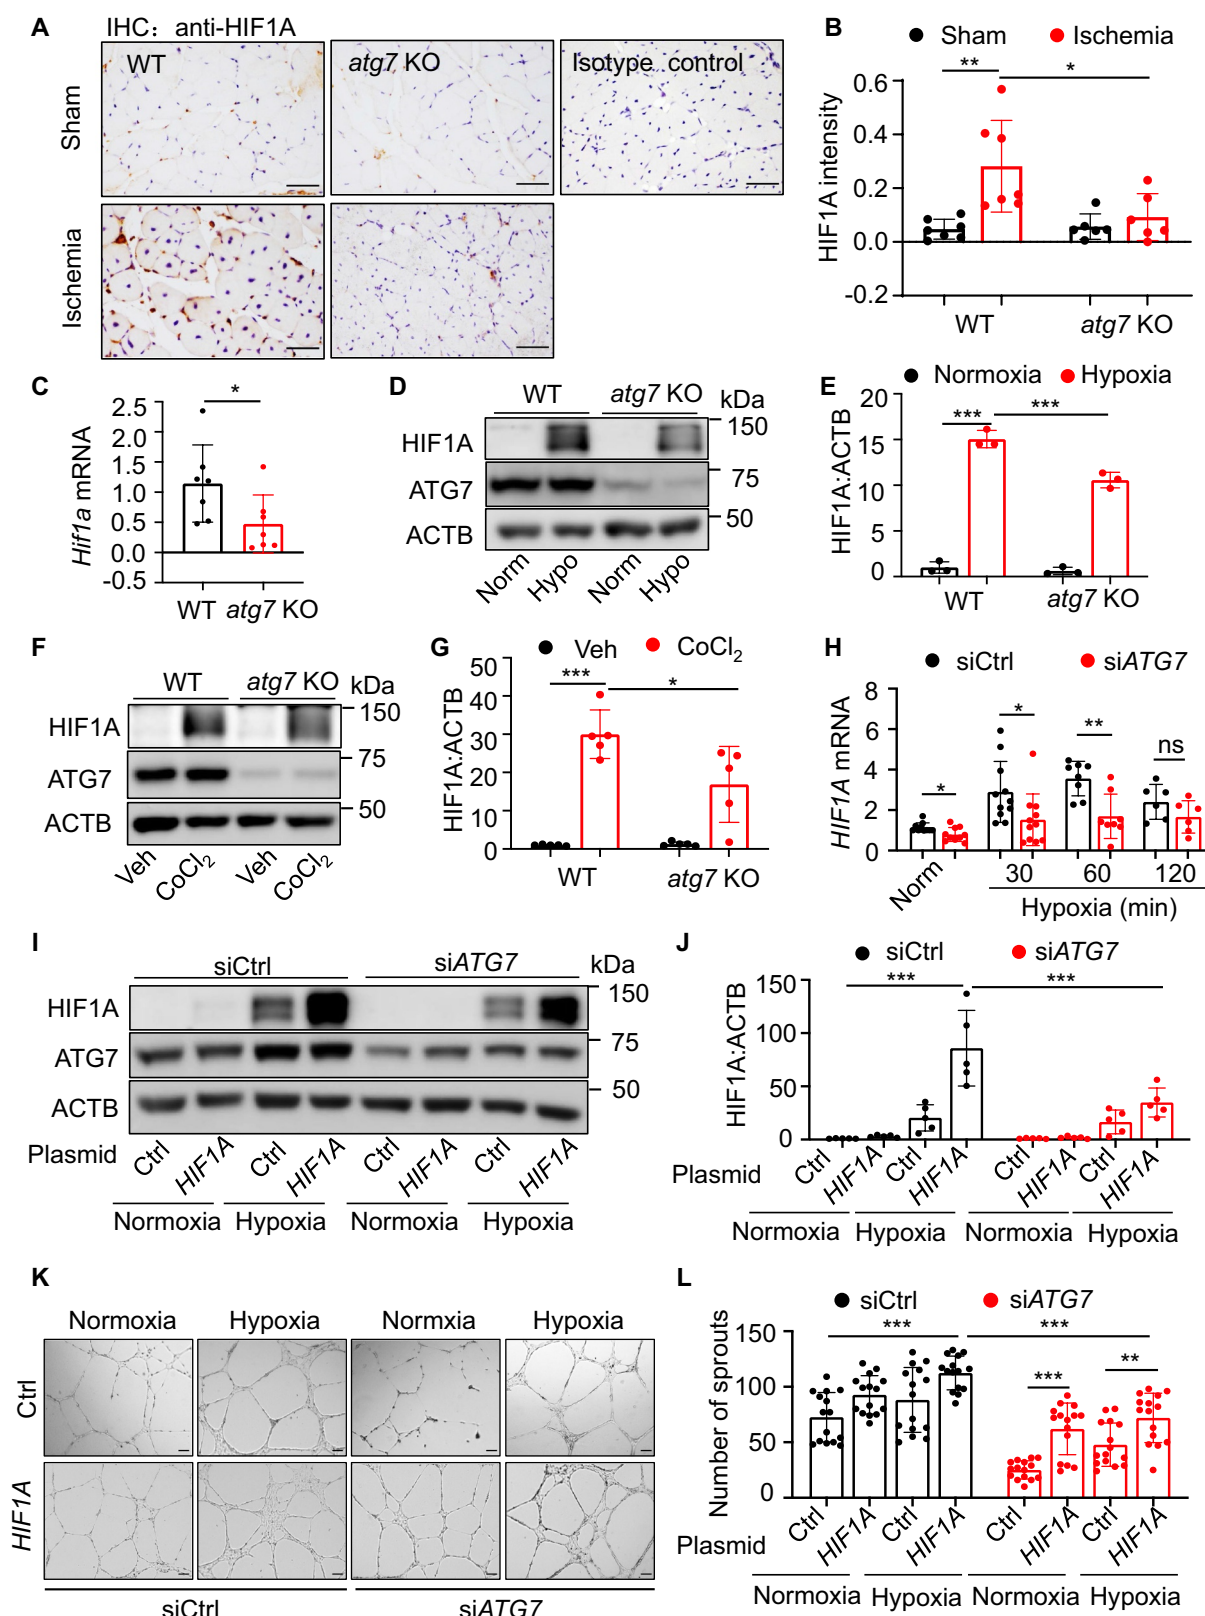 A
IHC：anti-HIF1A
WT
atg7 KO
Isotype control
Sham
Ischemia
B
Sham Ischemia
** *
HIF1A intensity
0.6
0.4
0.2
0.0
-0.2
WT atg7 KO
C
*
Hif1a mRNA
2.5
2.0
1.5
1.0
0.5
0.0
-0.5
WT atg7 KO
D
WT atg7 KO kDa
HIF1A 150
ATG7 75
ACTB 50
Norm Hypo Norm Hypo
E
Normoxia Hypoxia
*** ***
HIF1A:ACTB
20
15
10
5
0
WT atg7 KO
F
WT atg7 KO kDa
HIF1A 150
ATG7 75
ACTB 50
Veh CoCl2 Veh CoCl2
G
Veh CoCl2
*** *
HIF1A:ACTB
50
40
30
20
10
0
WT atg7 KO
H
siCtrl siATG7
* * ** ns
HIF1A mRNA
8
6
4
2
0
Norm 30 60 120
Hypoxia (min)
I
siCtrl siATG7 kDa
HIF1A 150
ATG7 75
ACTB 50
Plasmid Ctrl HIF1A Ctrl HIF1A Ctrl HIF1A Ctrl HIF1A
Normoxia Hypoxia Normoxia Hypoxia
J
siCtrl siATG7
*** ***
HIF1A:ACTB
150
100
50
0
Plasmid Ctrl HIF1A Ctrl HIF1A Ctrl HIF1A Ctrl HIF1A
Normoxia Hypoxia Normoxia Hypoxia
K
Normoxia Hypoxia Normxia Hypoxia
Ctrl
HIF1A
siCtrl siATG7
L
siCtrl siATG7
*** *** *** **
Number of sprouts
150
100
50
0
Plasmid Ctrl HIF1A Ctrl HIF1A Ctrl HIF1A Ctrl HIF1A
Normoxia Hypoxia Normoxia Hypoxia